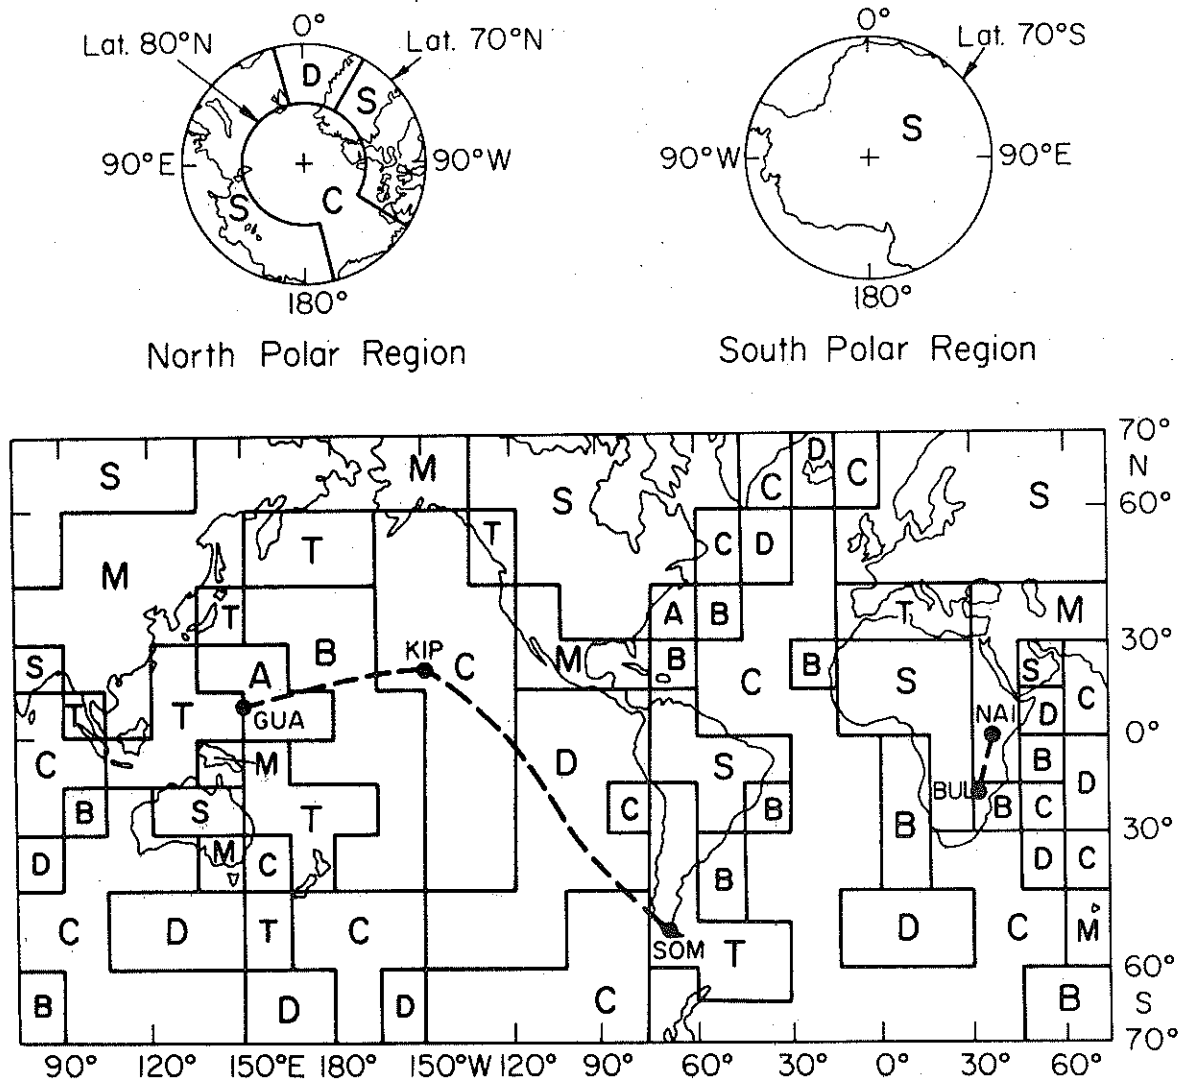 0° 0°
Lat. 80°N Lat. 70°N Lat. 70°S
D
S S
90°E 90°W 90°W 90°E
S C
180° 180°
North Polar Region South Polar Region
70°
S M D C N
S C S
60°
T T C D
M
T A B T M
30°
S B KIP C M B B S
A C S C
T T GUA NAI D
0°
C M D S B
D
B S T C B BUL B C
B 30°
D M C D C
B
C D T C D C M
SOM T
60°
B D D C B S
70°
90° 120° 150°E 180° 150°W 120° 90° 60° 30° 0° 30° 60°